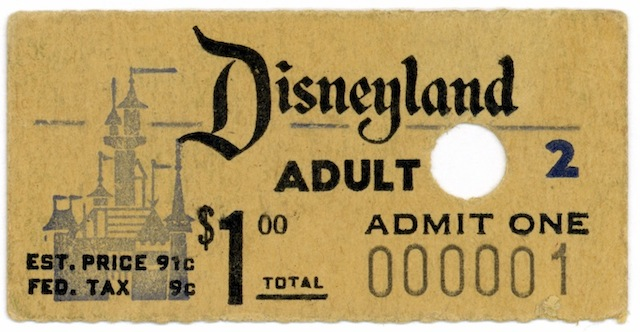 Disneyland
ADULT 2
$1.00 ADMIT ONE
EST. PRICE 91c
FED. TAX 9c
TOTAL
000001